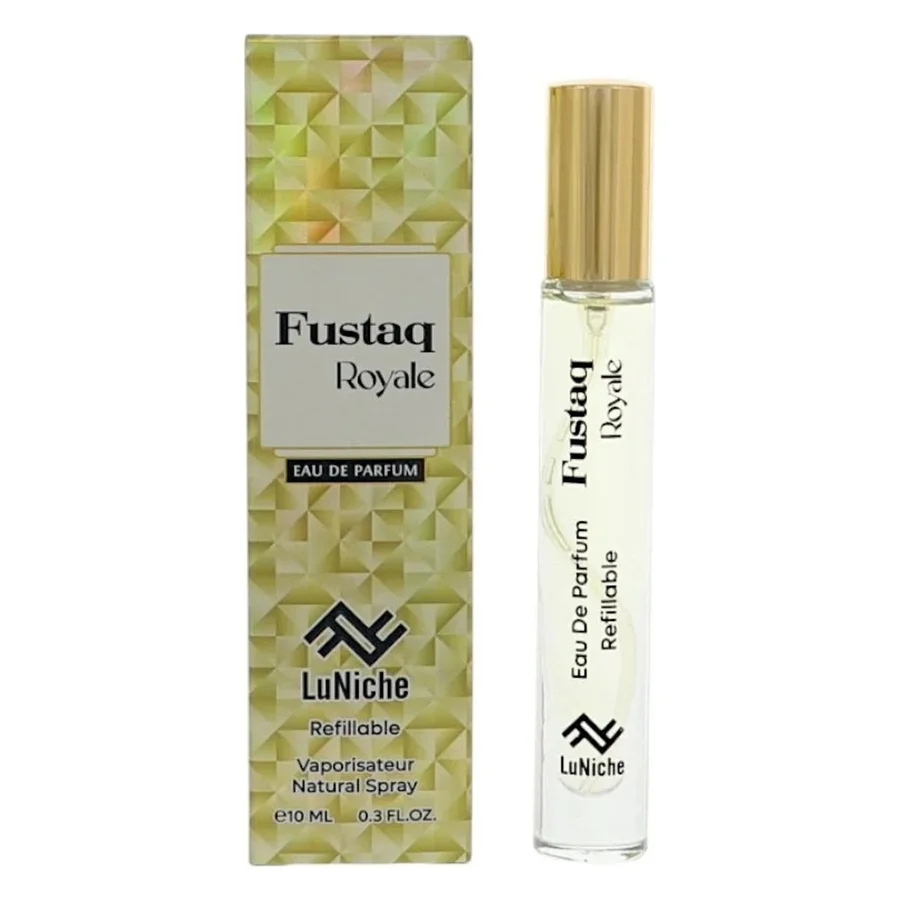 Fustaq
Royale
EAU DE PARFUM
LuNiche
Refillable
Vaporisateur
Natural Spray
℮10 ML 0.3 FL.OZ.
Fustaq
Royale
Eau De Parfum
Refillable
LuNiche